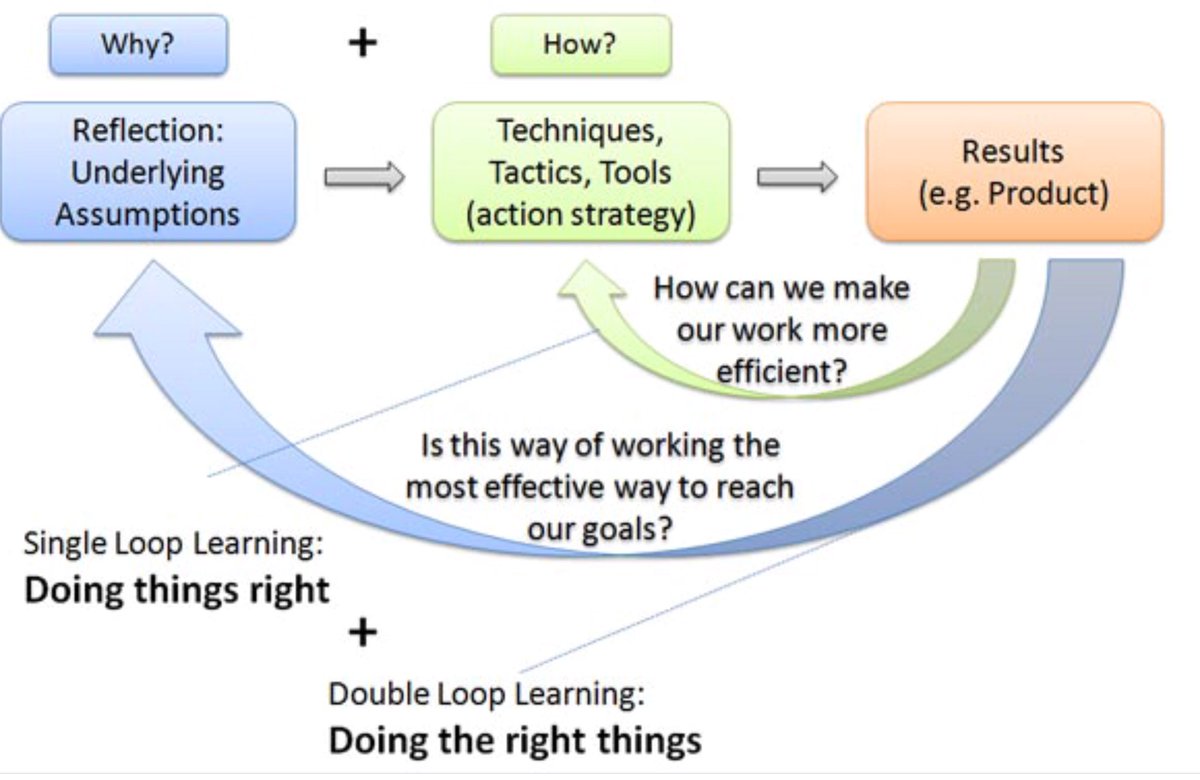 Why?
+
How?
Reflection:
Underlying
Assumptions
Techniques,
Tactics, Tools
(action strategy)
Results
(e.g. Product)
How can we make
our work more
efficient?
Is this way of working the
most effective way to reach
our goals?
Single Loop Learning:
Doing things right
+
Double Loop Learning:
Doing the right things